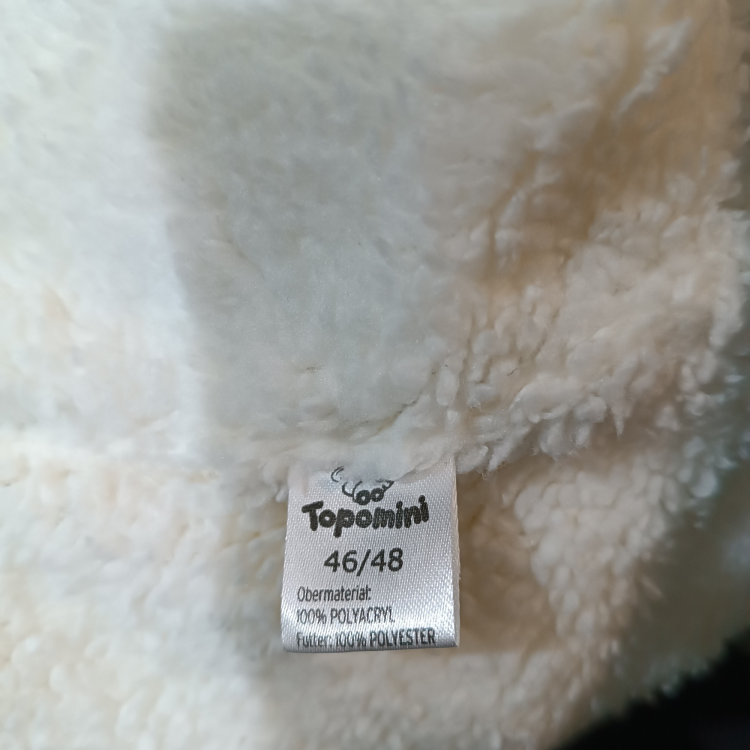 Topomini
46/48
Obermaterial:
100% POLYACRYL
Futter: 100% POLYESTER